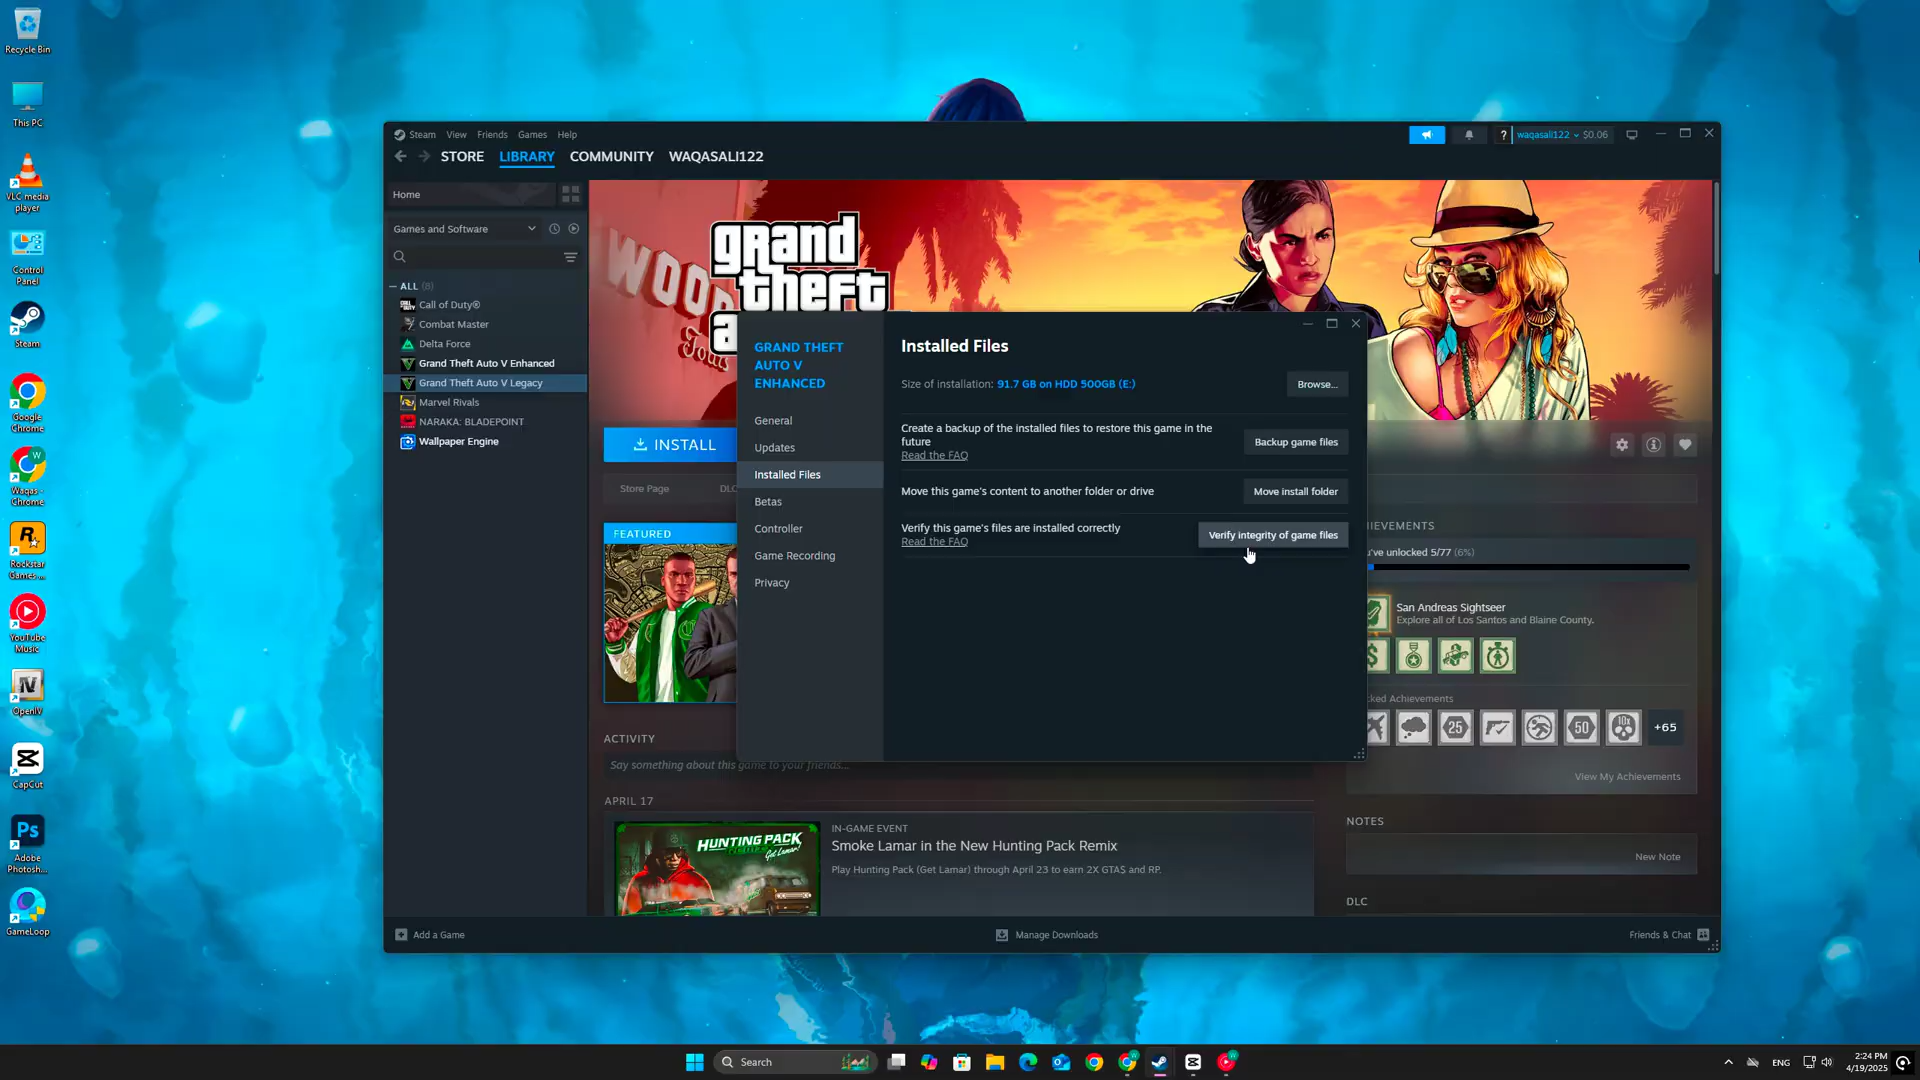 Recycle Bin
This PC
VLC media
player
Control
Panel
Steam
Google
Chrome
Waqas -
Chrome
Rockstar
Games ...
YouTube
Music
OpenIV
CapCut
Adobe
Photosh...
GameLoop
Steam View Friends Games Help
waqasali122 $0.06
STORE LIBRARY COMMUNITY WAQASALI122
Home
Games and Software
ALL (8)
Call of Duty®
Combat Master
Delta Force
Grand Theft Auto V Enhanced
Grand Theft Auto V Legacy
Marvel Rivals
NARAKA: BLADEPOINT
Wallpaper Engine
grand
theft
INSTALL
Store Page DLC
FEATURED
ACTIVITY
Say something about this game to your friends...
APRIL 17
HUNTING PACK
Get Lamar!
IN-GAME EVENT
Smoke Lamar in the New Hunting Pack Remix
Play Hunting Pack (Get Lamar) through April 23 to earn 2X GTA$ and RP.
GRAND THEFT
AUTO V
ENHANCED
General
Updates
Installed Files
Betas
Controller
Game Recording
Privacy
Installed Files
Size of installation: 91.7 GB on HDD 500GB (E:)
Browse...
Create a backup of the installed files to restore this game in the
future
Read the FAQ
Backup game files
Move this game's content to another folder or drive
Move install folder
Verify this game's files are installed correctly
Read the FAQ
Verify integrity of game files
IEVEMENTS
u've unlocked 5/77 (6%)
San Andreas Sightseer
Explore all of Los Santos and Blaine County.
ked Achievements
25
50
10x
+65
View My Achievements
NOTES
New Note
DLC
Add a Game
Manage Downloads
Friends & Chat
Search
ENG
2:24 PM
4/19/2025